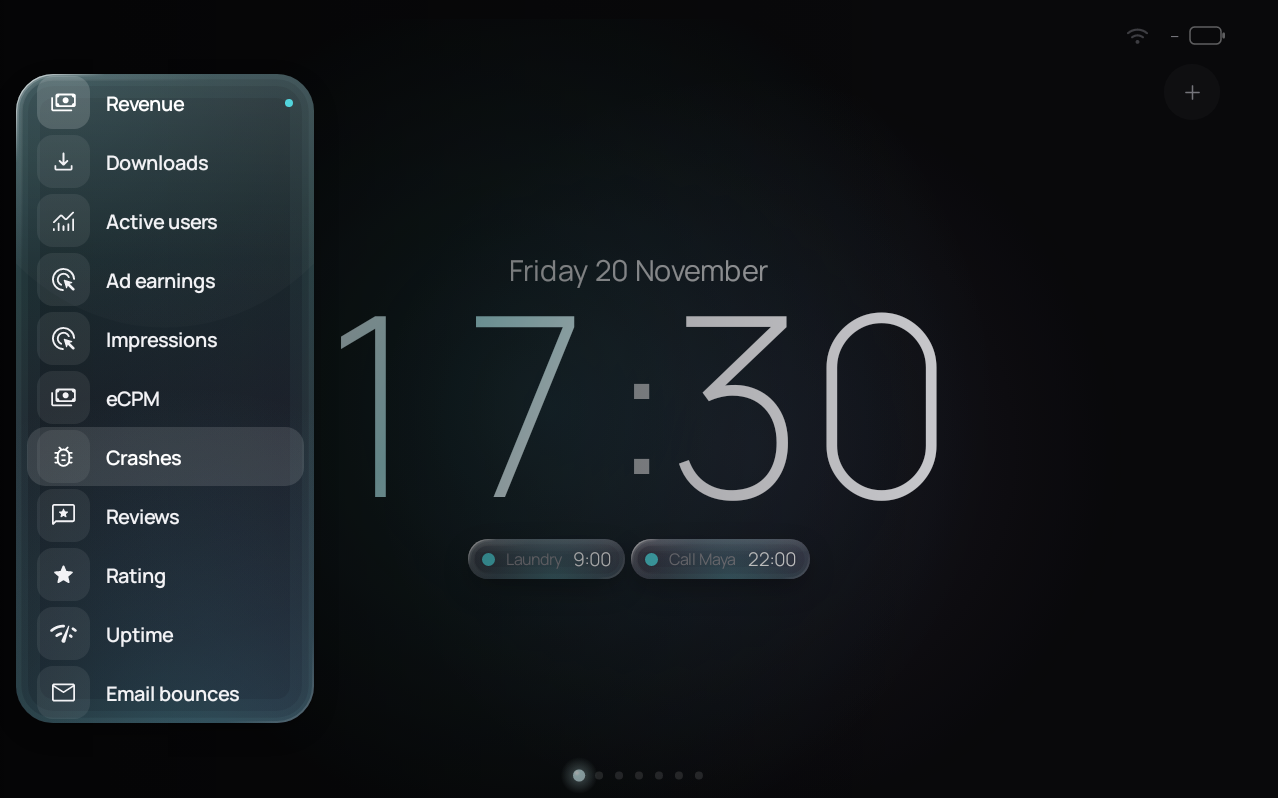 Revenue
Downloads
Active users
Ad earnings
Impressions
eCPM
Crashes
Reviews
Rating
Uptime
Email bounces
–
+
Friday 20 November
17:30
Laundry 9:00
Call Maya 22:00